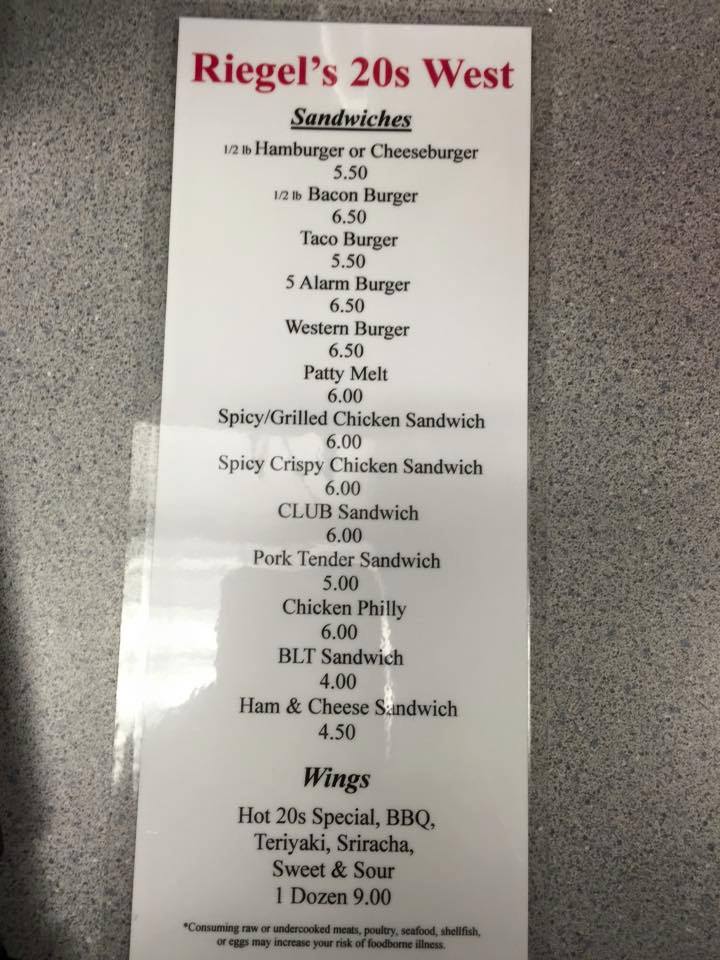 Riegel's 20s West
Sandwiches
1/2 lb Hamburger or Cheeseburger
5.50
1/2 lb Bacon Burger
6.50
Taco Burger
5.50
5 Alarm Burger
6.50
Western Burger
6.50
Patty Melt
6.00
Spicy/Grilled Chicken Sandwich
6.00
Spicy Crispy Chicken Sandwich
6.00
CLUB Sandwich
6.00
Pork Tender Sandwich
5.00
Chicken Philly
6.00
BLT Sandwich
4.00
Ham & Cheese Sandwich
4.50
Wings
Hot 20s Special, BBQ,
Teriyaki, Sriracha,
Sweet & Sour
1 Dozen 9.00
*Consuming raw or undercooked meats, poultry, seafood, shellfish,
or eggs may increase your risk of foodborne illness.